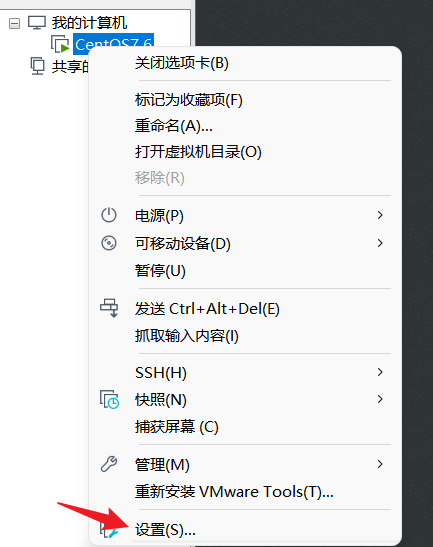 我的计算机
CentOS7.6
共享的
关闭选项卡(B)
标记为收藏项(F)
重命名(A)...
打开虚拟机目录(O)
移除(R)
电源(P)
可移动设备(D)
暂停(U)
发送 Ctrl+Alt+Del(E)
抓取输入内容(I)
SSH(H)
快照(N)
捕获屏幕 (C)
管理(M)
重新安装 VMware Tools(T)...
设置(S)...